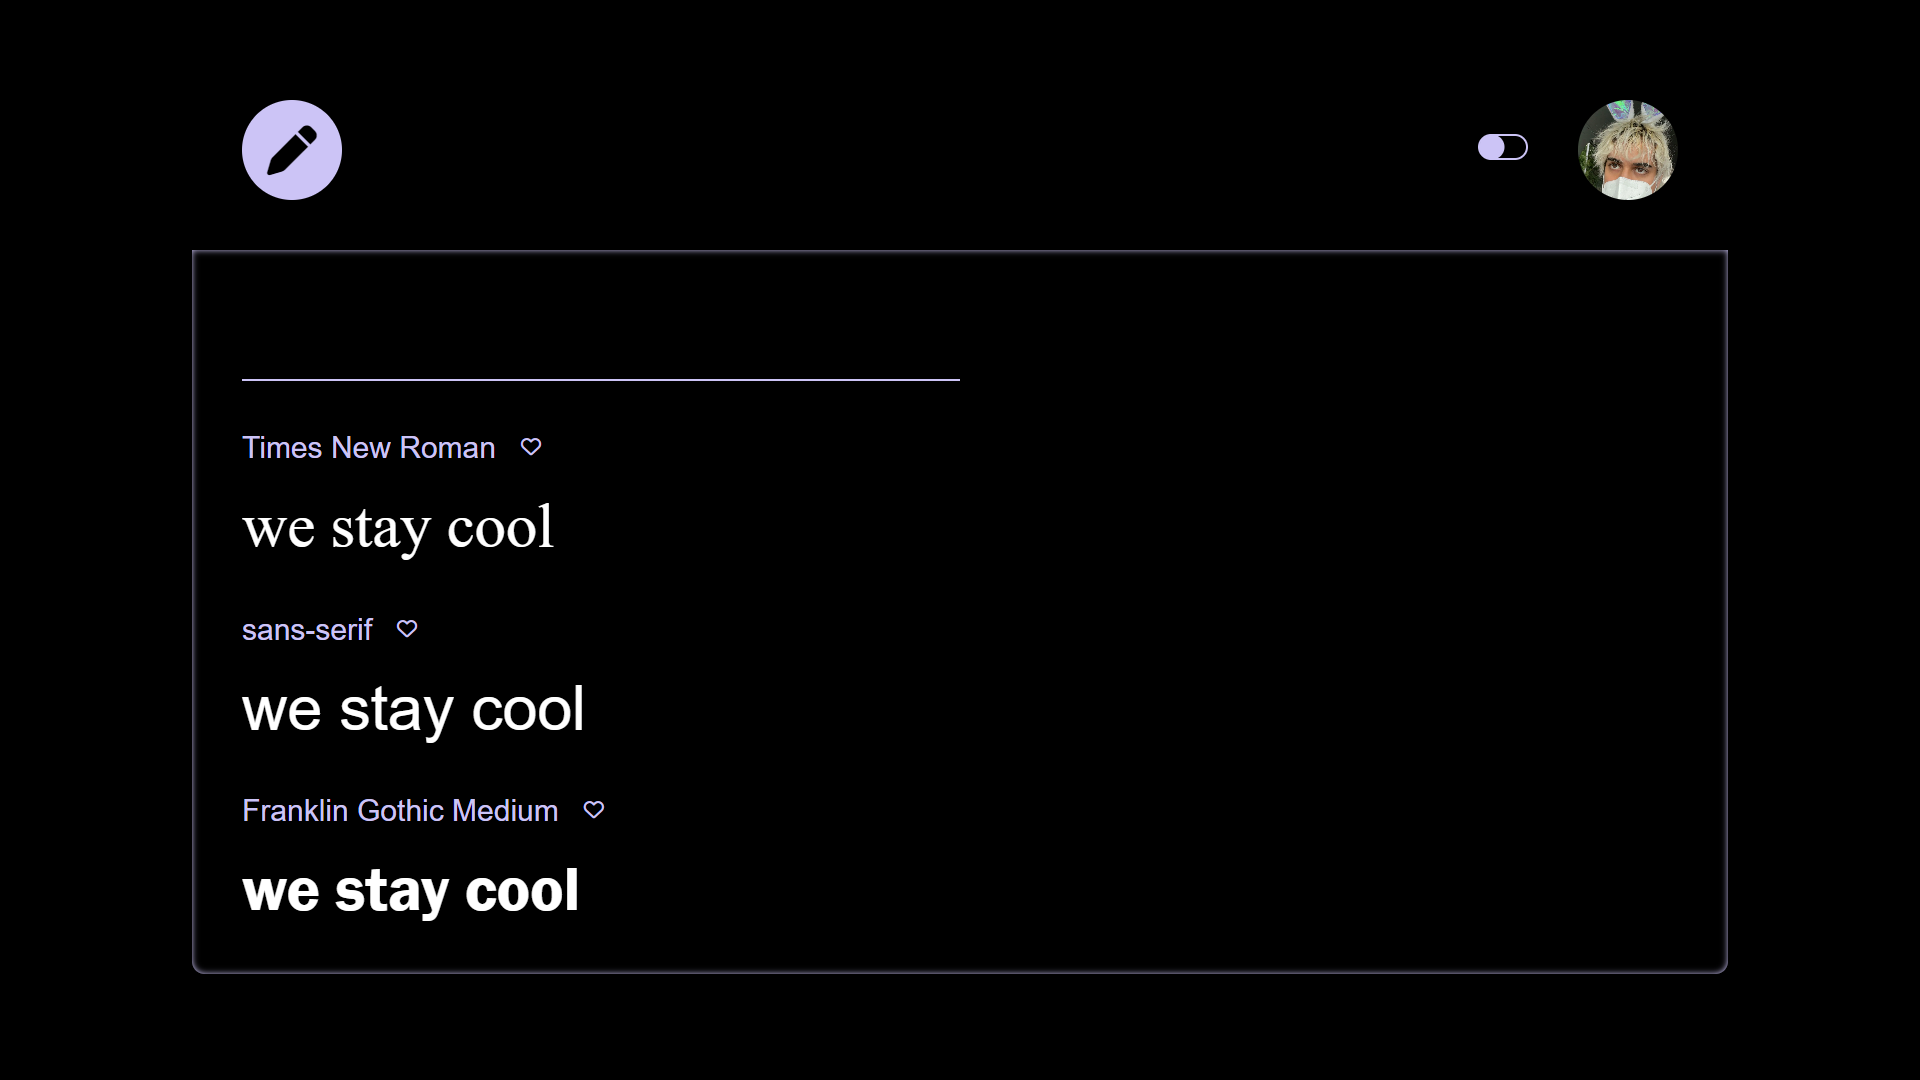 Times New Roman
we stay cool
sans-serif
we stay cool
Franklin Gothic Medium
we stay cool